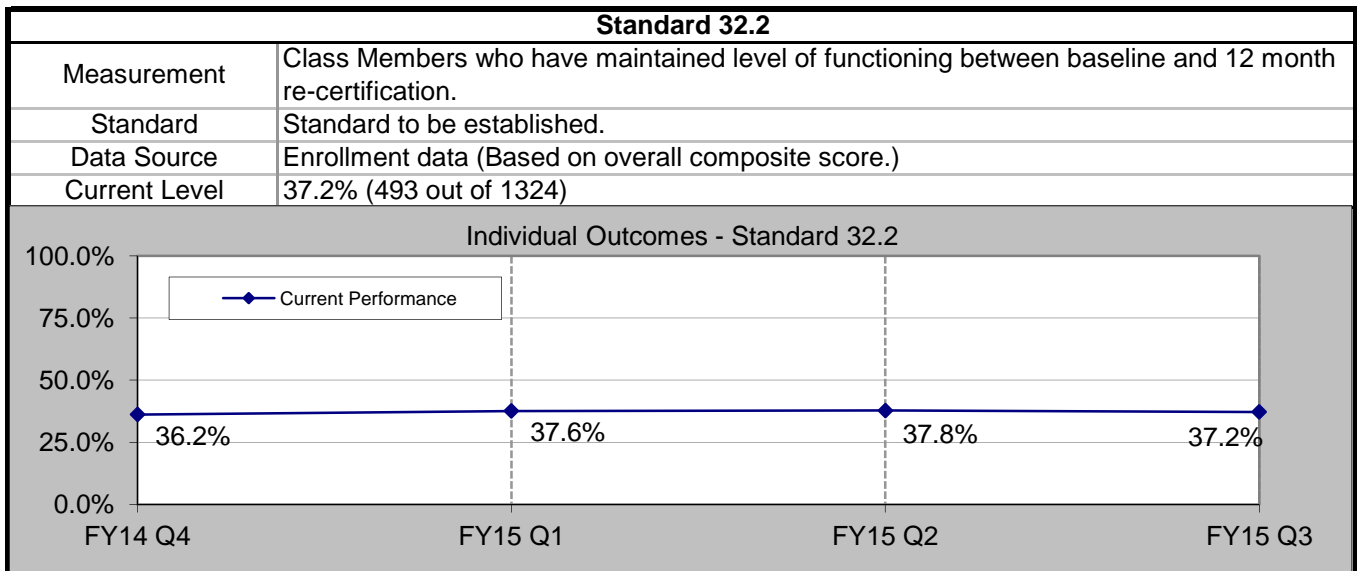 Standard 32.2
Measurement
Class Members who have maintained level of functioning between baseline and 12 month
re-certification.
Standard
Standard to be established.
Data Source
Enrollment data (Based on overall composite score.)
Current Level
37.2% (493 out of 1324)
Individual Outcomes - Standard 32.2
100.0%
Current Performance
75.0%
50.0%
36.2%
37.6%
37.8%
37.2%
25.0%
0.0%
FY14 Q4
FY15 Q1
FY15 Q2
FY15 Q3